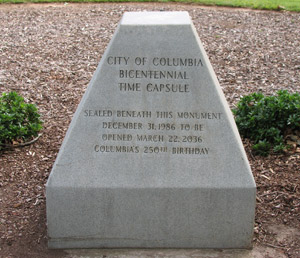 CITY OF COLUMBIA
BICENTENNIAL
TIME CAPSULE
SEALED BENEATH THIS MONUMENT
DECEMBER 31, 1986 TO BE
OPENED MARCH 22, 2036
COLUMBIA'S 250TH BIRTHDAY